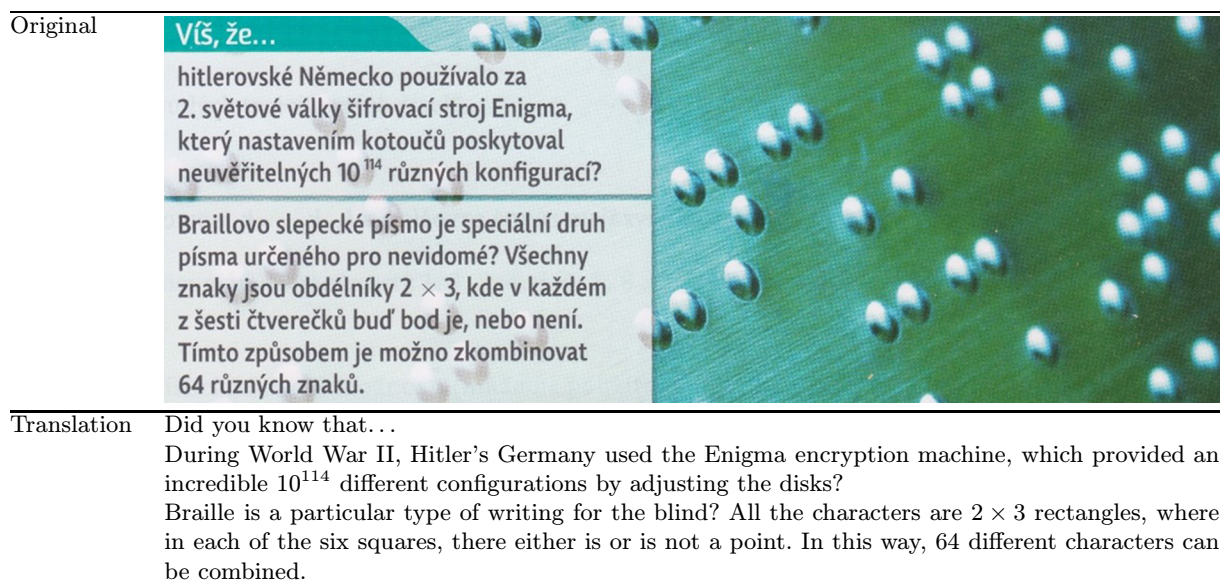 Original
Víš, že...
hitlerovské Německo používalo za
2. světové války šifrovací stroj Enigma,
který nastavením kotoučů poskytoval
neuvěřitelných 10¹¹⁴ různých konfigurací?
Braillovo slepecké písmo je speciální druh
písma určeného pro nevidomé? Všechny
znaky jsou obdélníky 2 × 3, kde v každém
z šesti čtverečků buď bod je, nebo není.
Tímto způsobem je možno zkombinovat
64 různých znaků.
Translation
Did you know that...
During World War II, Hitler's Germany used the Enigma encryption machine, which provided an
incredible 10¹¹⁴ different configurations by adjusting the disks?
Braille is a particular type of writing for the blind? All the characters are 2 × 3 rectangles, where
in each of the six squares, there either is or is not a point. In this way, 64 different characters can
be combined.